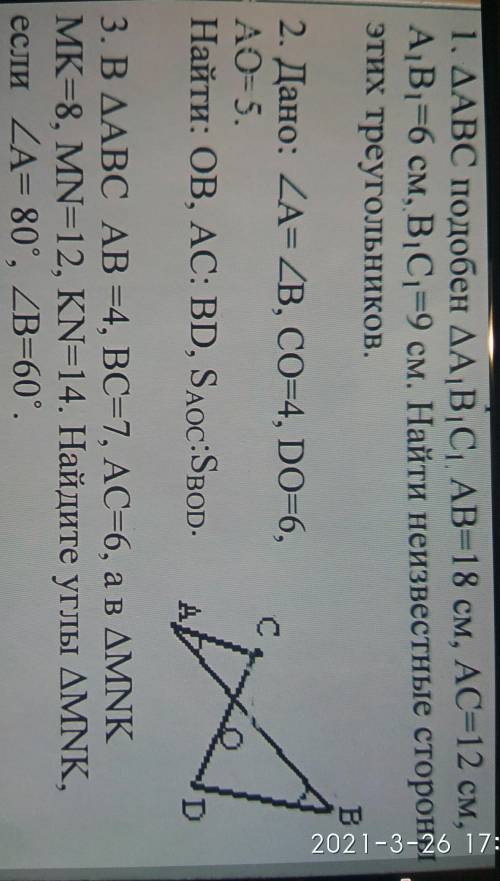 1. ΔABC подобен ΔA₁B₁C₁, AB=18 см, AC=12 см,
A₁B₁=6 см, B₁C₁=9 см. Найти неизвестные стороны
этих треугольников.
2. Дано: ∠A= ∠B, CO=4, DO=6,
AO= 5.
Найти: OB, AC: BD, S_AOC:S_BOD.
C
B
O
A
D
3. В ΔABC AB =4, BC=7, AC=6, а в ΔMNK
MK=8, MN=12, KN=14. Найдите углы ΔMNK,
если ∠A= 80°, ∠B=60°.
2021-3-26 17: